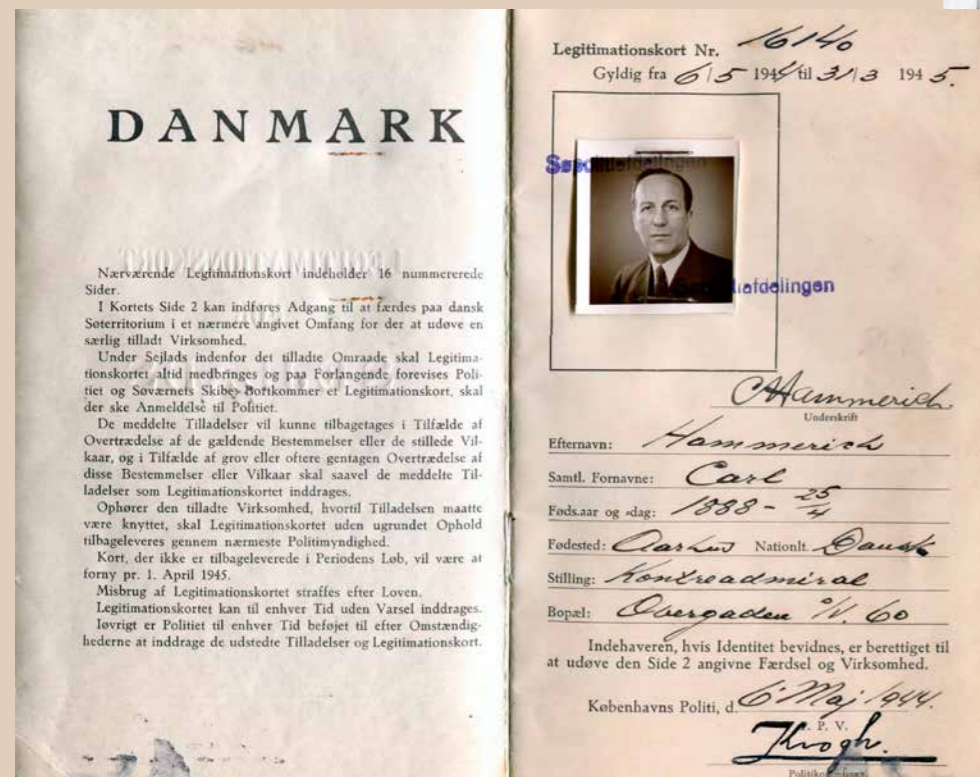 DANMARK
Nærværende Legitimationskort indeholder 16 nummererede
Sider.
I Kortets Side 2 kan indføres Adgang til at færdes paa dansk
Søterritorium i et nærmere angivet Omfang for der at udøve en
særlig tilladt Virksomhed.
Under Sejlads indenfor det tilladte Omraade skal Legitima-
tionskortet altid medbringes og paa Forlangende forevises Poli-
tiet og Søværnets Skibe. Bortkommer et Legitimationskort, skal
der ske Anmeldelse til Politiet.
De meddelte Tilladelser vil kunne tilbagetages i Tilfælde af
Overtrædelse af de gældende Bestemmelser eller de stillede Vil-
kaar, og i Tilfælde af grov eller oftere gentagen Overtrædelse af
disse Bestemmelser eller Vilkaar skal saavel de meddelte Til-
ladelser som Legitimationskortet inddrages.
Ophører den tilladte Virksomhed, hvortil Tilladelsen maatte
være knyttet, skal Legitimationskortet uden ugrundet Ophold
tilbageleveres gennem nærmeste Politimyndighed.
Kort, der ikke er tilbageleverede i Periodens Løb, vil være at
forny pr. 1. April 1945.
Misbrug af Legitimationskortet straffes efter Loven.
Legitimationskortet kan til enhver Tid uden Varsel inddrages.
Iøvrigt er Politiet til enhver Tid beføjet til efter Omstændig-
hederne at inddrage de udstedte Tilladelser og Legitimationskort.
Legitimationskort Nr. 16140
Gyldig fra 6/5 1944 til 31/3 1945.
CHammerich
Underskrift
Efternavn: Hammerich
Samtl. Fornavne: Carl
Føds.aar og -dag: 1888 - 25/4
Fødested: Aarhus Nationlt. Dansk
Stilling: Kontreadmiral
Bopæl: Overgaden o/V. 60
Indehaveren, hvis Identitet bevidnes, er berettiget til
at udøve den Side 2 angivne Færdsel og Virksomhed.
Københavns Politi, d. 6 Maj 1944.
P. V.
Krogh.